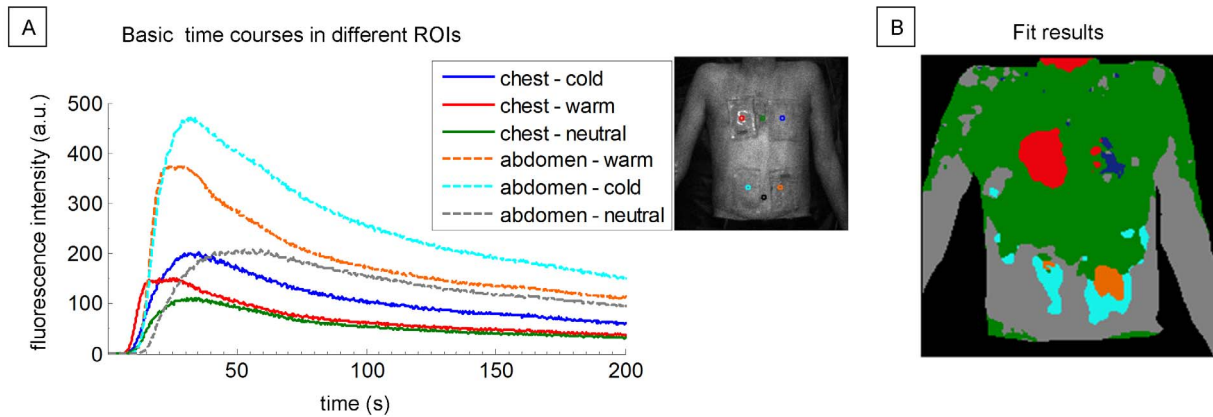 A
Basic time courses in different ROIs
B
Fit results
chest - cold
chest - warm
chest - neutral
abdomen - warm
abdomen - cold
abdomen - neutral
fluorescence intensity (a.u.)
500
400
300
200
100
0
50
100
150
200
time (s)